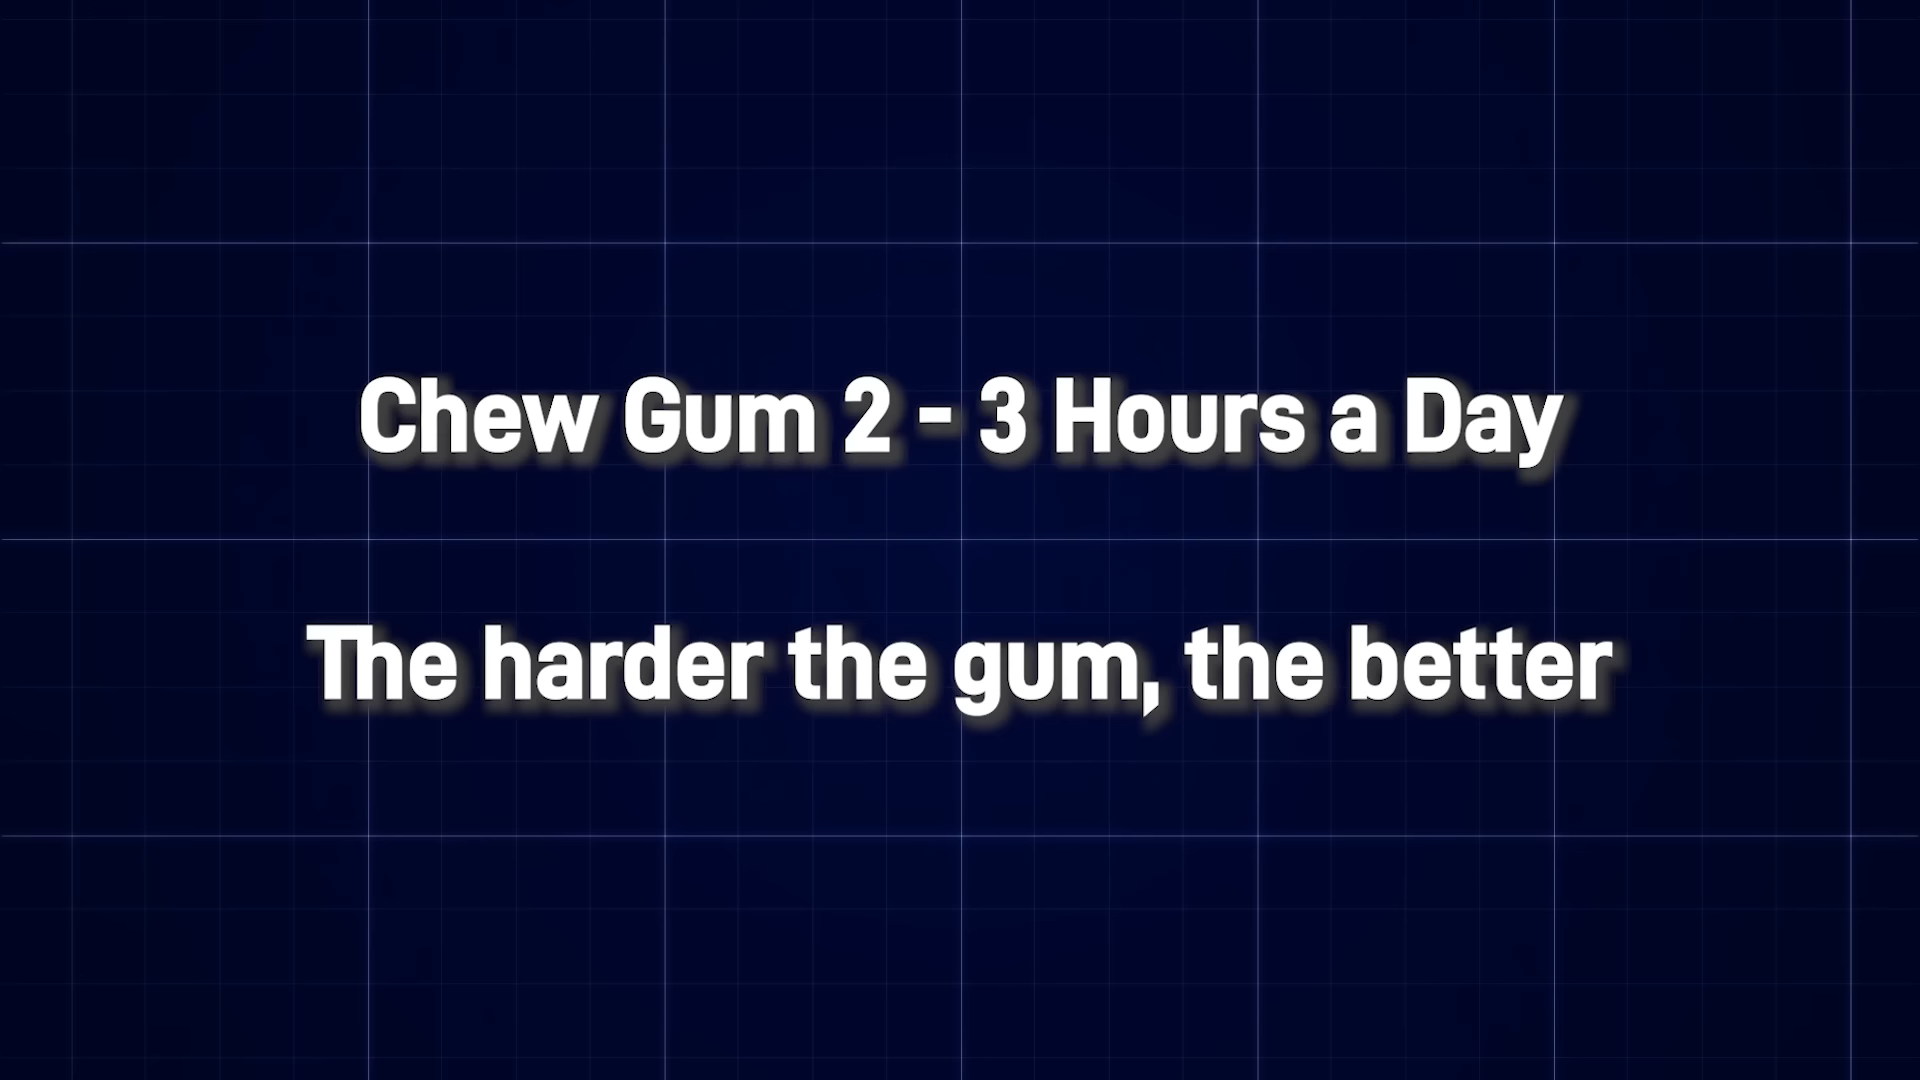 Chew Gum 2 - 3 Hours a Day
The harder the gum, the better